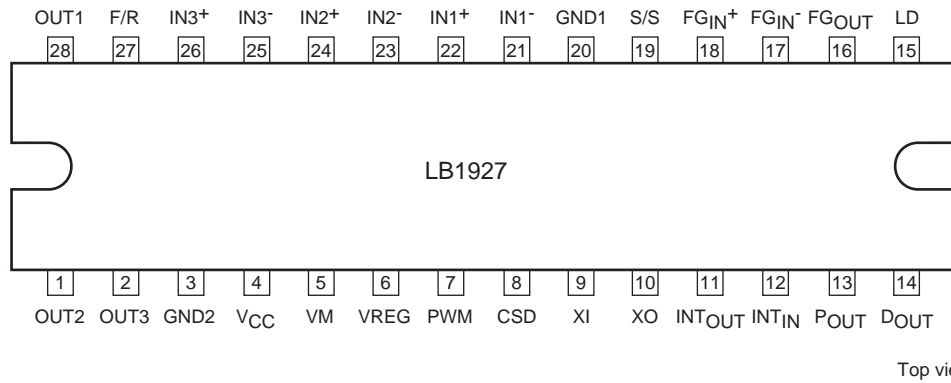 OUT1 F/R IN3+ IN3- IN2+ IN2- IN1+ IN1- GND1 S/S FGIN+ FGIN- FGOUT LD
28 27 26 25 24 23 22 21 20 19 18 17 16 15
LB1927
1 2 3 4 5 6 7 8 9 10 11 12 13 14
OUT2 OUT3 GND2 VCC VM VREG PWM CSD XI XO INTOUT INTIN POUT DOUT
Top vie